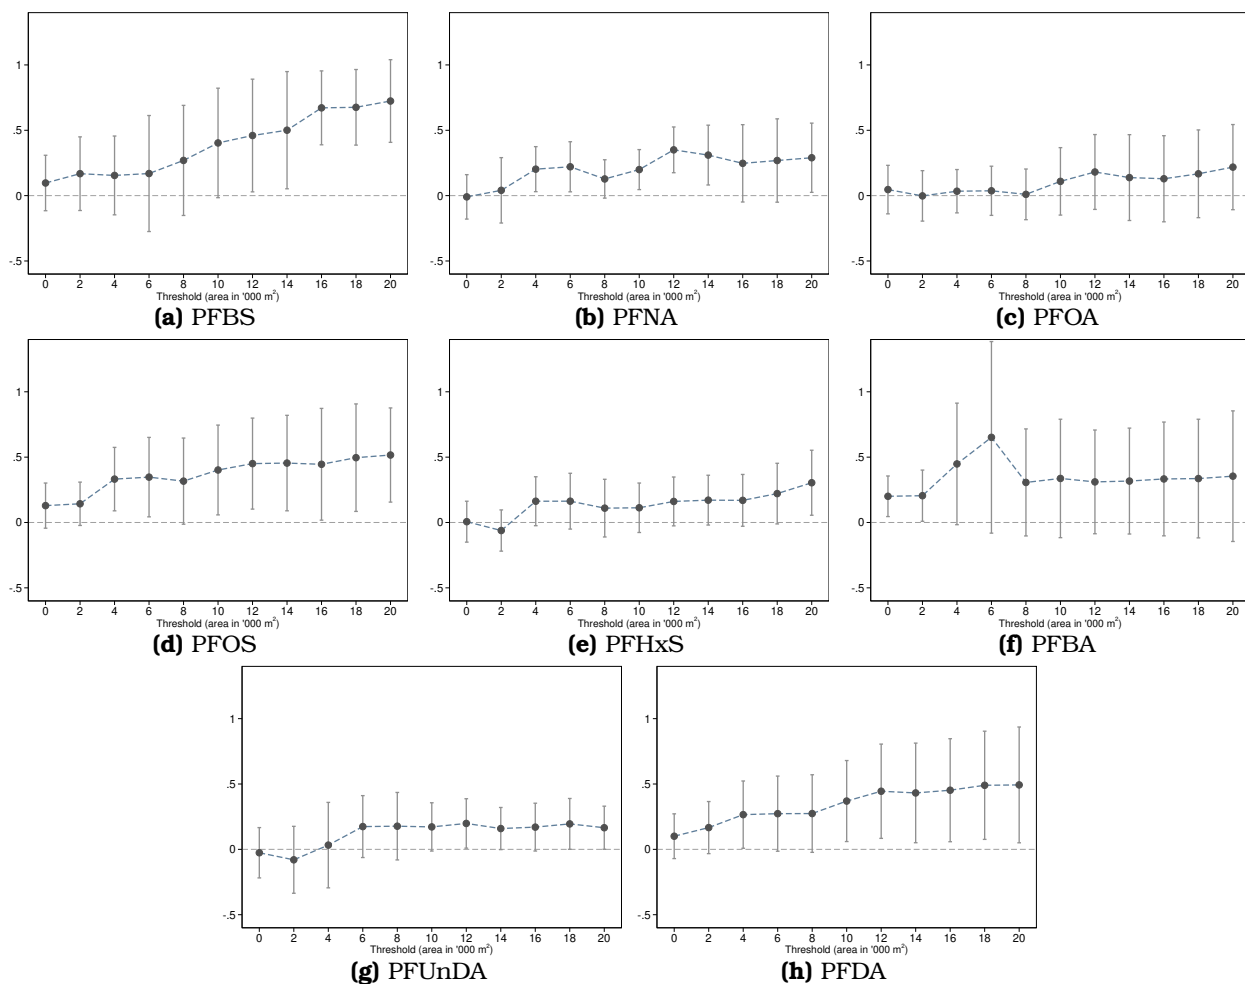 1
.5
0
-.5
0 2 4 6 8 10 12 14 16 18 20
Threshold (area in '000 m²)
(a) PFBS
1
.5
0
-.5
0 2 4 6 8 10 12 14 16 18 20
Threshold (area in '000 m²)
(b) PFNA
1
.5
0
-.5
0 2 4 6 8 10 12 14 16 18 20
Threshold (area in '000 m²)
(c) PFOA
1
.5
0
-.5
0 2 4 6 8 10 12 14 16 18 20
Threshold (area in '000 m²)
(d) PFOS
1
.5
0
-.5
0 2 4 6 8 10 12 14 16 18 20
Threshold (area in '000 m²)
(e) PFHxS
1
.5
0
-.5
0 2 4 6 8 10 12 14 16 18 20
Threshold (area in '000 m²)
(f) PFBA
1
.5
0
-.5
0 2 4 6 8 10 12 14 16 18 20
Threshold (area in '000 m²)
(g) PFUnDA
1
.5
0
-.5
0 2 4 6 8 10 12 14 16 18 20
Threshold (area in '000 m²)
(h) PFDA